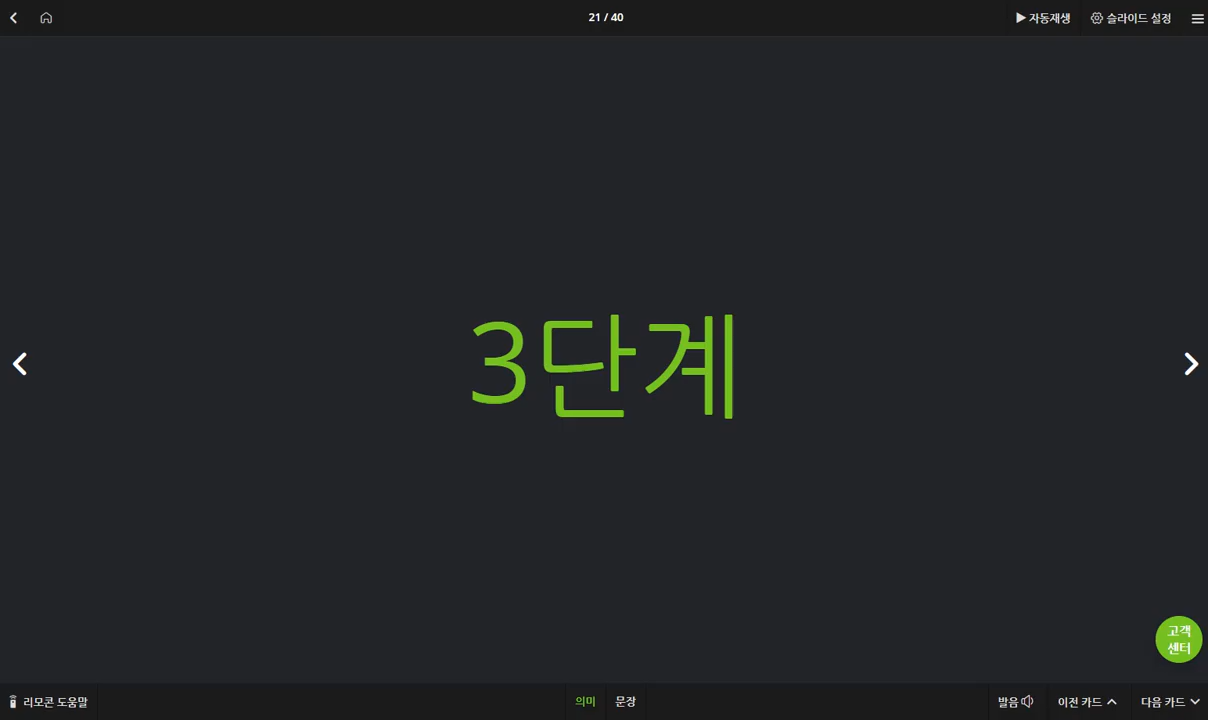 21 / 40
자동재생
슬라이드 설정
3단계
고객
센터
리모콘 도움말
의미
문장
발음
이전 카드
다음 카드